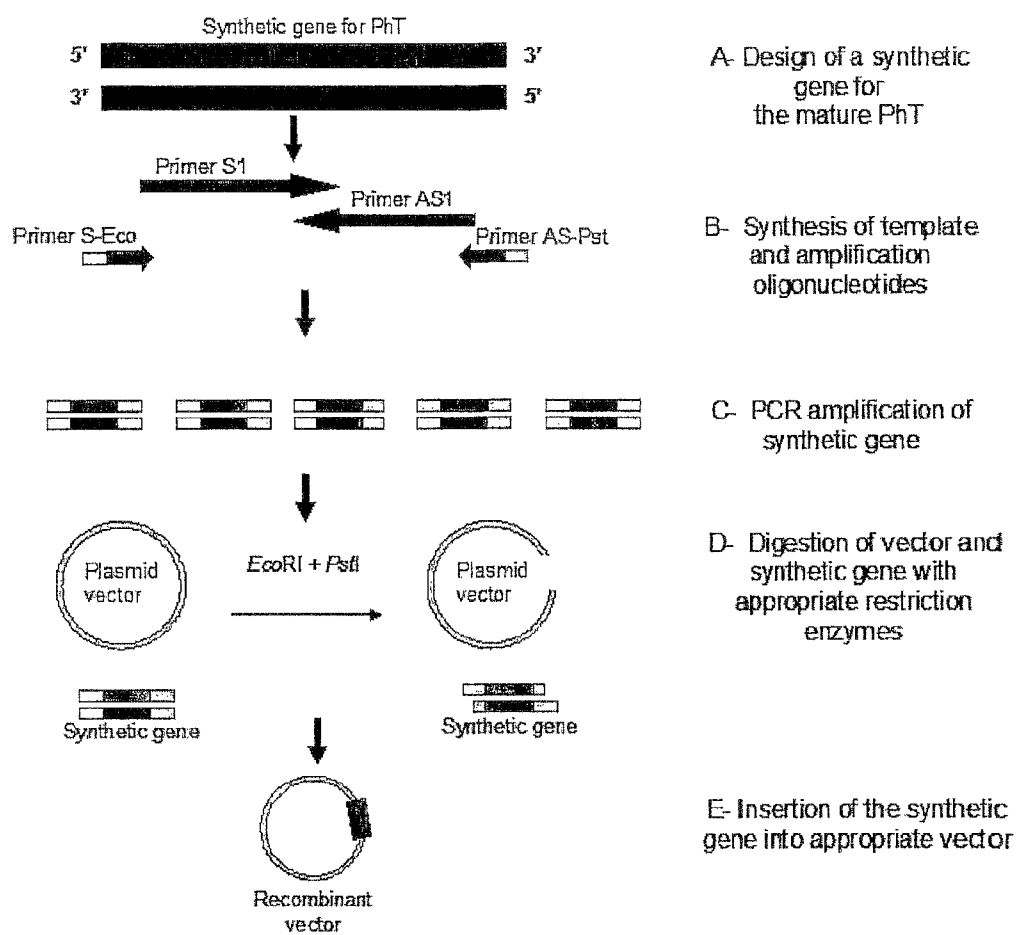 Synthetic gene for PhT
5' 3'
3' 5'
A- Design of a synthetic
gene for
the mature PhT
Primer S1
Primer AS1
Primer S-Eco
Primer AS-Pst
B- Synthesis of template
and amplification
oligonucleotides
C- PCR amplification of
synthetic gene
Plasmid
vector
EcoRI + PstI
Plasmid
vector
D- Digestion of vector and
synthetic gene with
appropriate restriction
enzymes
Synthetic gene
Synthetic gene
E- Insertion of the synthetic
gene into appropriate vector
Recombinant
vector